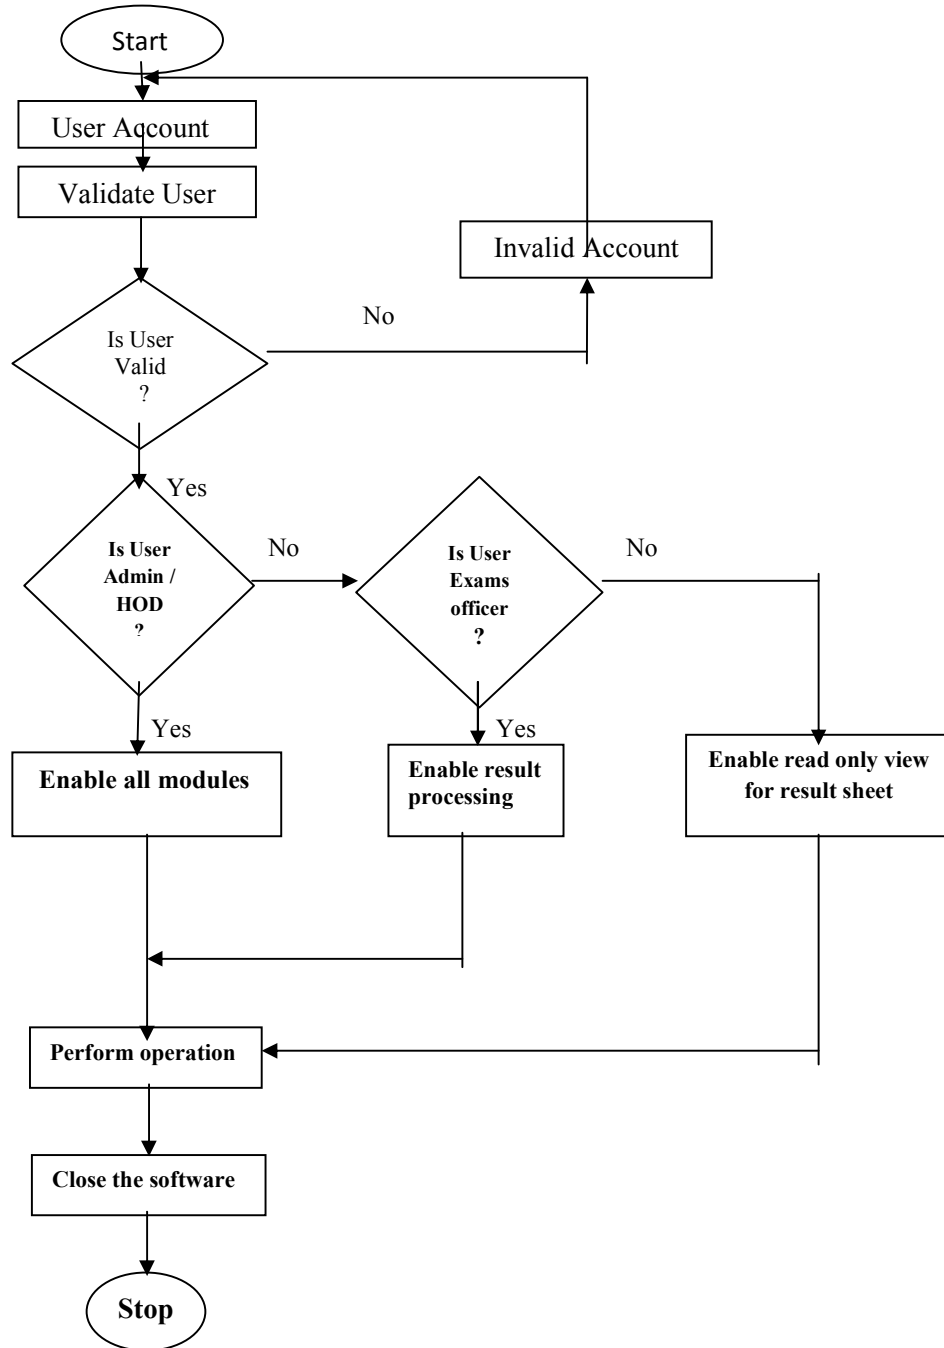 Start
User Account
Validate User
Invalid Account
No
Is User
Valid
?
Yes
Is User
Admin /
HOD
?
No
Is User
Exams
officer
?
No
Yes
Yes
Enable all modules
Enable result
processing
Enable read only view
for result sheet
Perform operation
Close the software
Stop